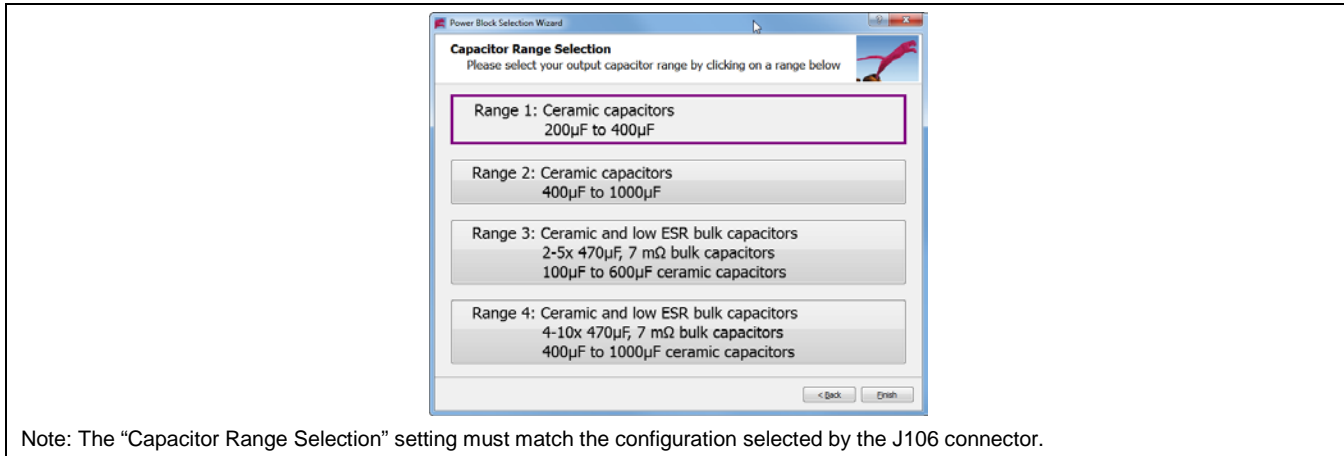 Power Block Selection Wizard
Capacitor Range Selection
Please select your output capacitor range by clicking on a range below
Range 1: Ceramic capacitors
200µF to 400µF
Range 2: Ceramic capacitors
400µF to 1000µF
Range 3: Ceramic and low ESR bulk capacitors
2-5x 470µF, 7 mΩ bulk capacitors
100µF to 600µF ceramic capacitors
Range 4: Ceramic and low ESR bulk capacitors
4-10x 470µF, 7 mΩ bulk capacitors
400µF to 1000µF ceramic capacitors
< Back Finish
Note: The “Capacitor Range Selection” setting must match the configuration selected by the J106 connector.